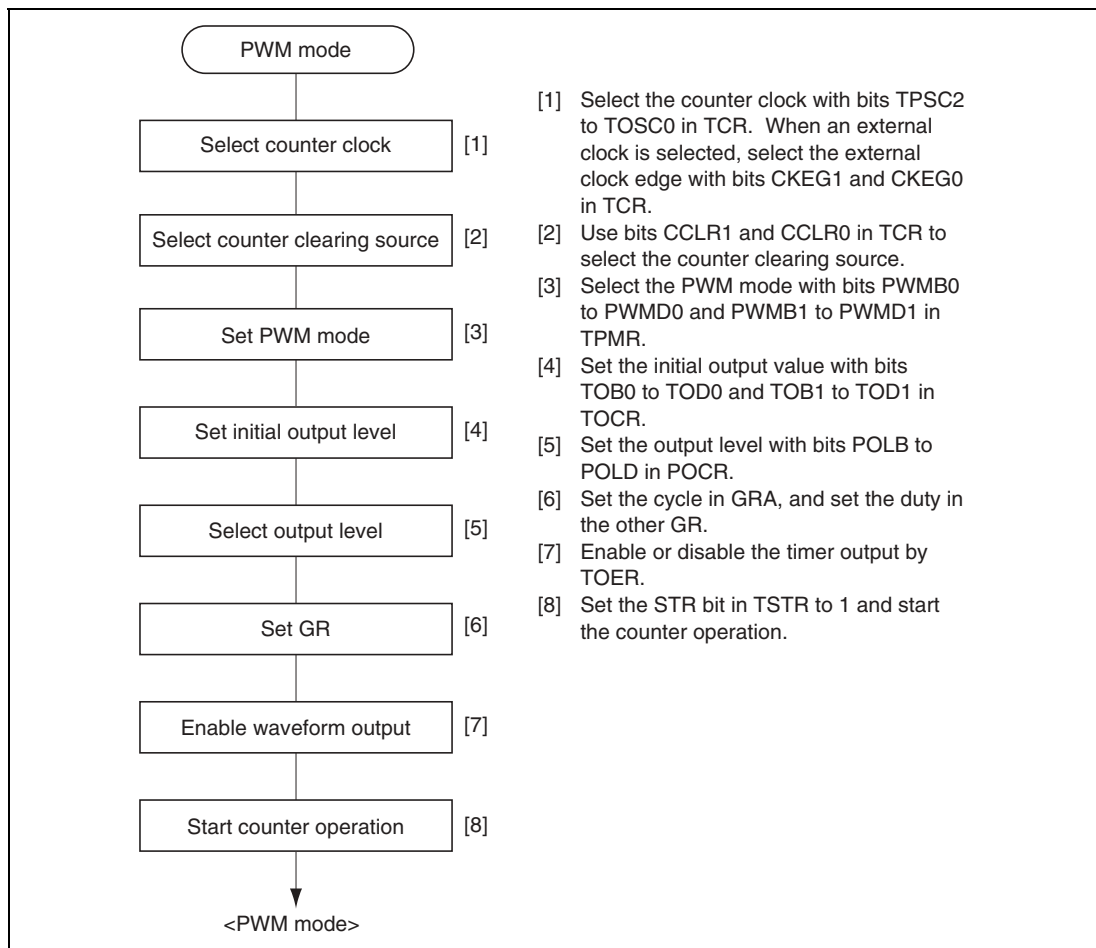 PWM mode
Select counter clock [1]
Select counter clearing source [2]
Set PWM mode [3]
Set initial output level [4]
Select output level [5]
Set GR [6]
Enable waveform output [7]
Start counter operation [8]
<PWM mode>
[1] Select the counter clock with bits TPSC2
to TOSC0 in TCR. When an external
clock is selected, select the external
clock edge with bits CKEG1 and CKEG0
in TCR.
[2] Use bits CCLR1 and CCLR0 in TCR to
select the counter clearing source.
[3] Select the PWM mode with bits PWMB0
to PWMD0 and PWMB1 to PWMD1 in
TPMR.
[4] Set the initial output value with bits
TOB0 to TOD0 and TOB1 to TOD1 in
TOCR.
[5] Set the output level with bits POLB to
POLD in POCR.
[6] Set the cycle in GRA, and set the duty in
the other GR.
[7] Enable or disable the timer output by
TOER.
[8] Set the STR bit in TSTR to 1 and start
the counter operation.